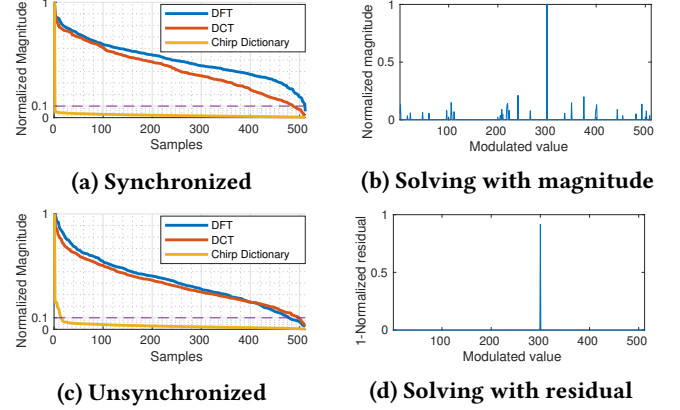 1
0.1
0
Normalized Magnitude
DFT
DCT
Chirp Dictionary
0 100 200 300 400 500
Samples
(a) Synchronized
1
0.5
0
Normalized magnitude
100 200 300 400 500
Modulated value
(b) Solving with magnitude
1
0.1
0
Normalized Magnitude
DFT
DCT
Chirp Dictionary
0 100 200 300 400 500
Samples
(c) Unsynchronized
1
0.5
0
1-Normalized residual
100 200 300 400 500
Modulated value
(d) Solving with residual